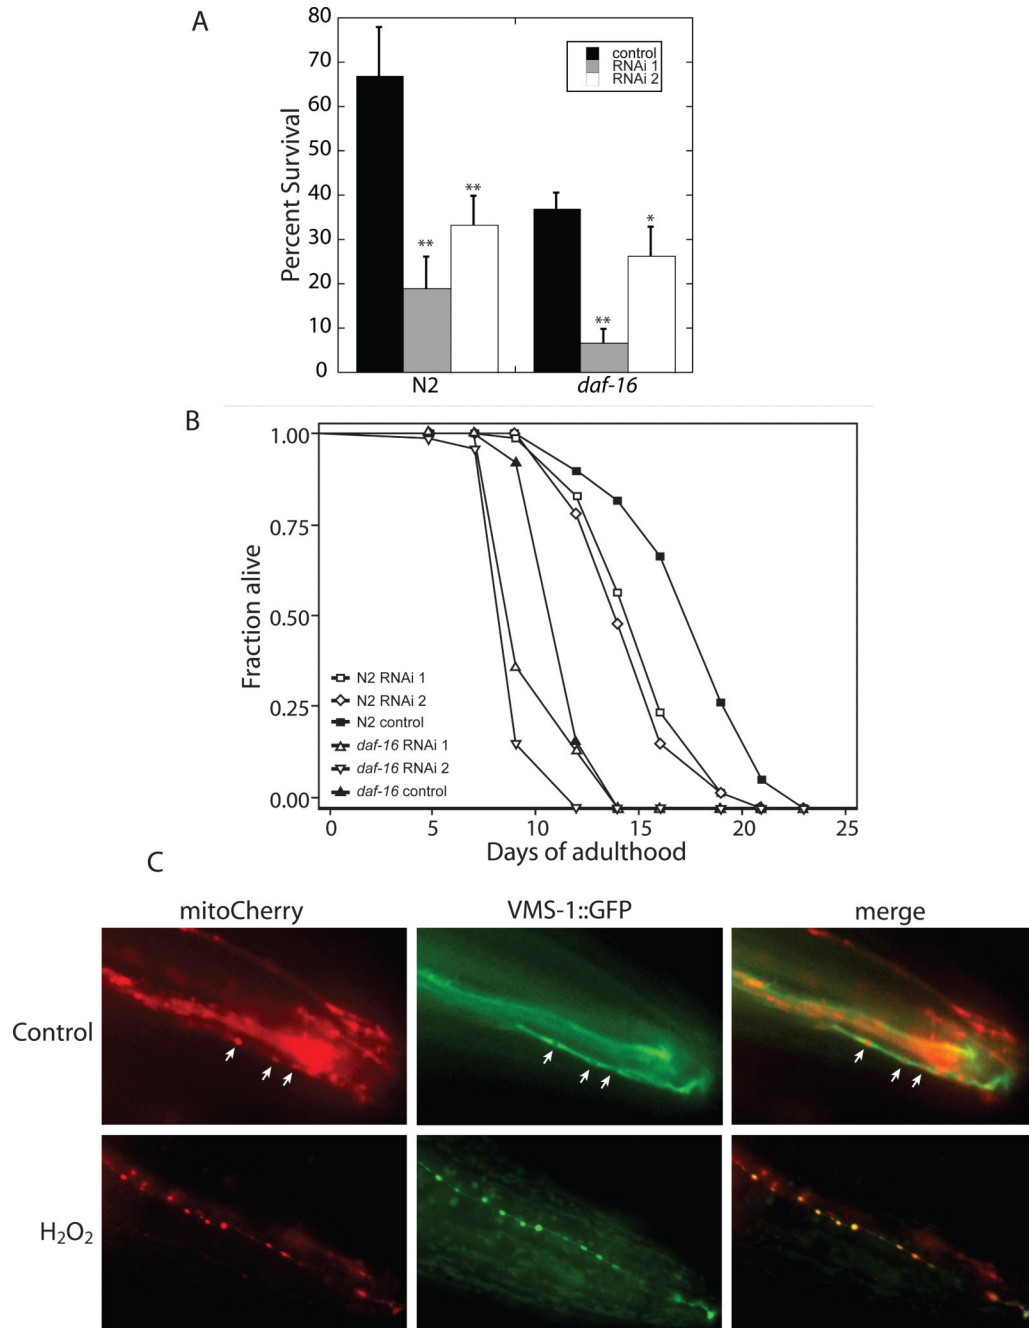 A
80
70
60
50
40
30
20
10
0
Percent Survival
control
RNAi 1
RNAi 2
**
**
**
*
N2
daf-16
B
1.00
0.75
0.50
0.25
0.00
Fraction alive
N2 RNAi 1
N2 RNAi 2
N2 control
daf-16 RNAi 1
daf-16 RNAi 2
daf-16 control
0 5 10 15 20 25
Days of adulthood
C
mitoCherry VMS-1::GFP merge
Control
H₂O₂